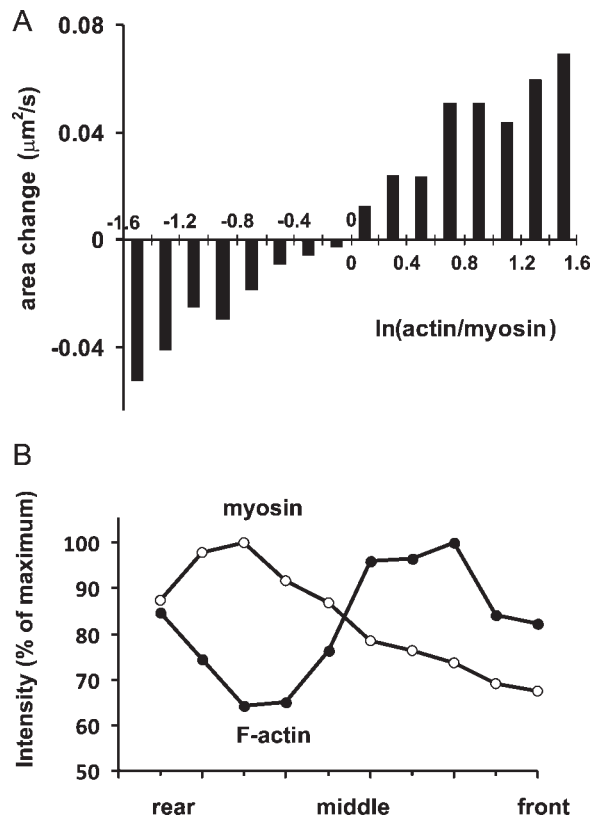 A
area change (μm²/s)
0.08
0.04
0
-0.04
-1.6 -1.2 -0.8 -0.4 0
0 0.4 0.8 1.2 1.6
ln(actin/myosin)
B
Intensity (% of maximum)
100
90
80
70
60
50
myosin
F-actin
rear middle front